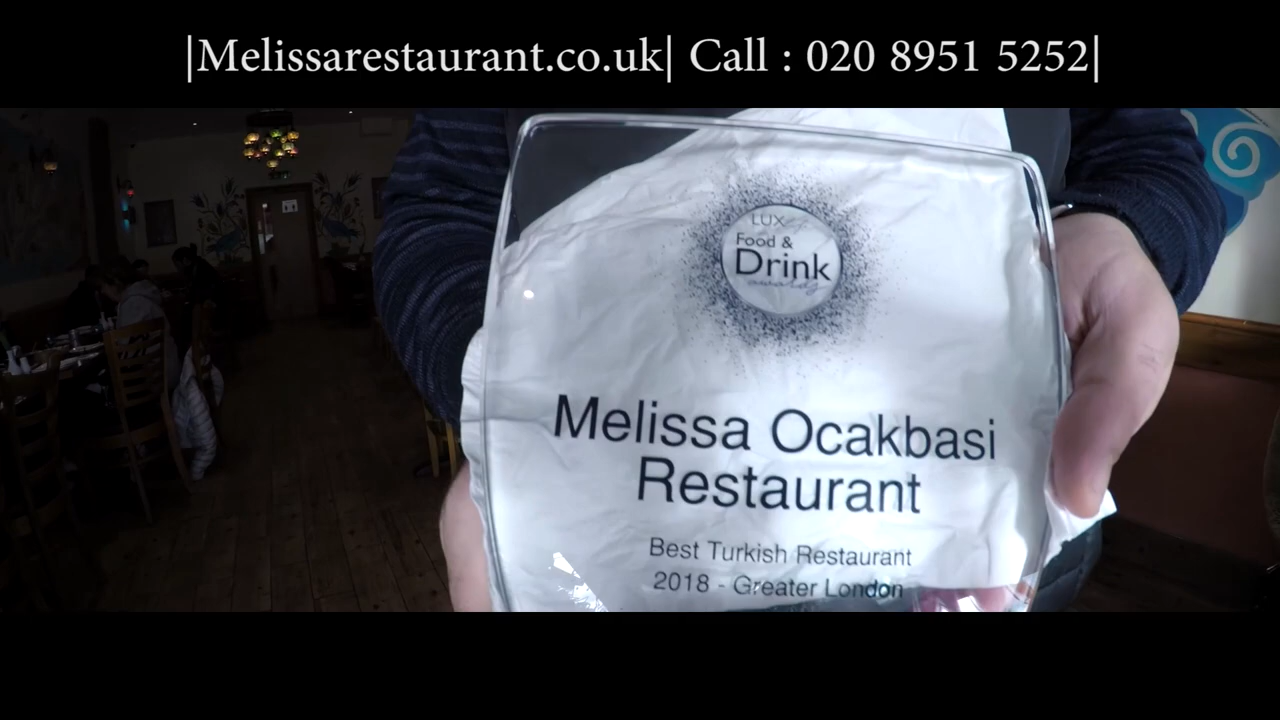 |Melissarestaurant.co.uk| Call : 020 8951 5252|
LUX
Food &
Drink
awards
Melissa Ocakbasi
Restaurant
Best Turkish Restaurant
2018 - Greater London